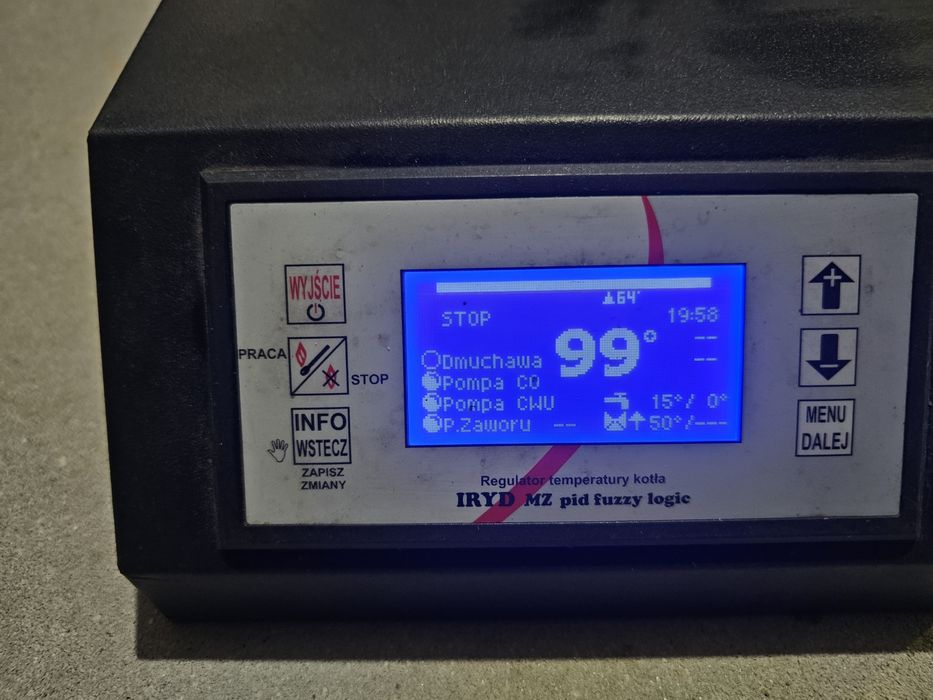 WYJŚCIE
PRACA
STOP
INFO
WSTECZ
ZAPISZ
ZMIANY
64°
STOP
19:58
99°
--
--
Dmuchawa
Pompa CO
Pompa CWU
15°/ 0°
P.Zaworu --
50°/---
+
-
MENU
DALEJ
Regulator temperatury kotła
IRYD MZ pid fuzzy logic